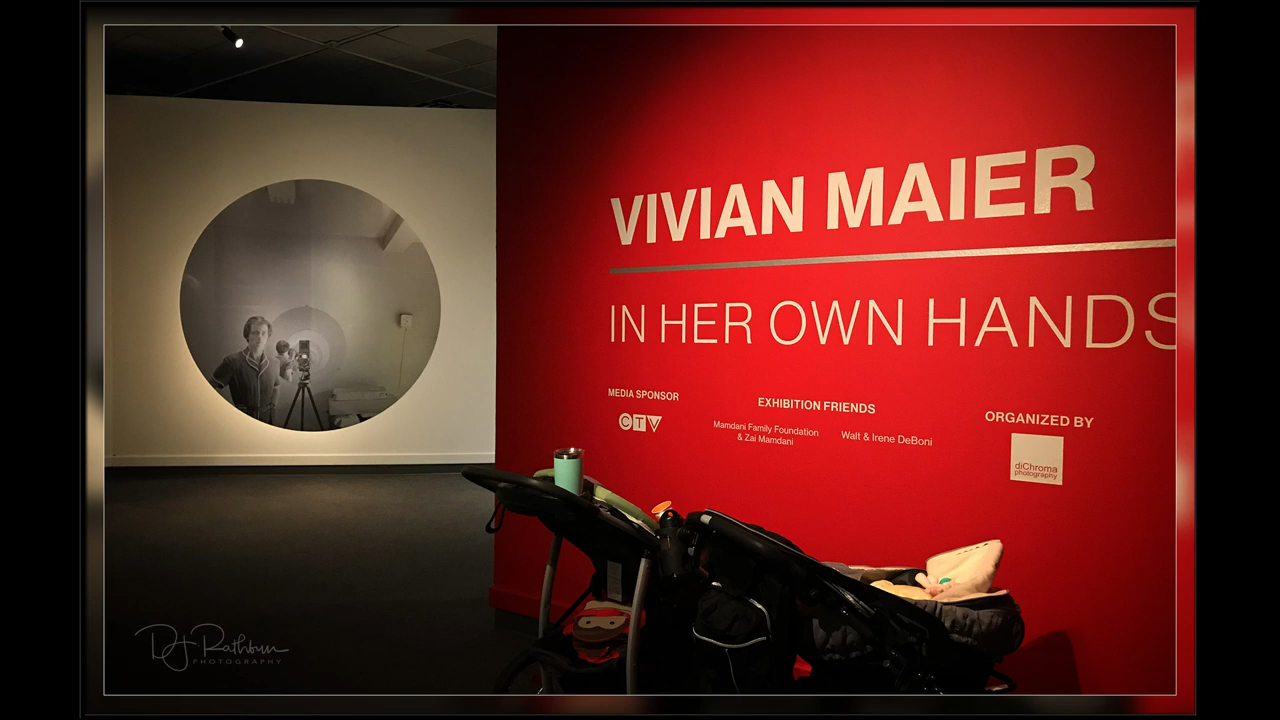 VIVIAN MAIER
IN HER OWN HANDS
MEDIA SPONSOR
CTV
EXHIBITION FRIENDS
Mamdani Family Foundation
& Zai Mamdani
Walt & Irene DeBoni
ORGANIZED BY
diChroma
photography
DJ Rathbun
PHOTOGRAPHY